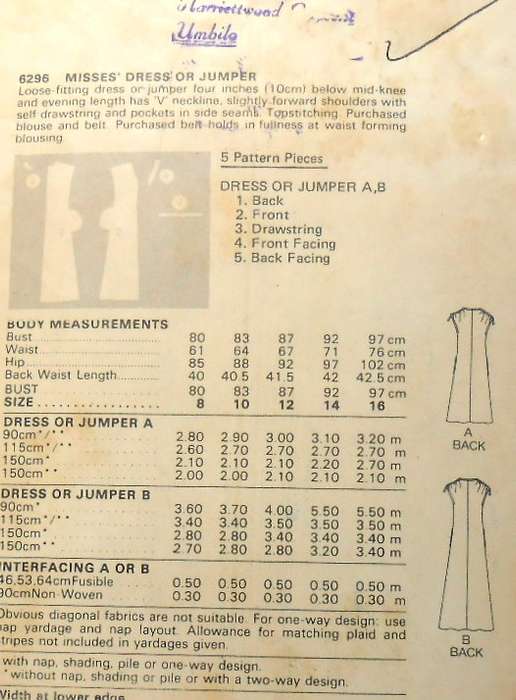 Harriettwood
Umbilo
6296 MISSES' DRESS OR JUMPER
Loose-fitting dress or jumper four inches (10cm) below mid-knee
and evening length has 'V' neckline, slightly forward shoulders with
self drawstring and pockets in side seams. Topstitching. Purchased
blouse and belt. Purchased belt holds in fullness at waist forming
blousing
5 Pattern Pieces
DRESS OR JUMPER A,B
1. Back
2. Front
3. Drawstring
4. Front Facing
5. Back Facing
BODY MEASUREMENTS
Bust 80 83 87 92 97 cm
Waist 61 64 67 71 76 cm
Hip 85 88 92 97 102 cm
Back Waist Length 40 40.5 41.5 42 42.5 cm
BUST 80 83 87 92 97 cm
SIZE 8 10 12 14 16
DRESS OR JUMPER A
90cm*/** 2.80 2.90 3.00 3.10 3.20 m
115cm*/** 2.60 2.70 2.70 2.70 2.70 m
150cm* 2.10 2.10 2.10 2.20 2.70 m
150cm** 2.00 2.00 2.10 2.10 2.10 m
DRESS OR JUMPER B
90cm* 3.60 3.70 4.00 5.50 5.50 m
115cm*/** 3.40 3.40 3.50 3.50 3.50 m
150cm* 2.80 2.80 3.40 3.40 3.40 m
150cm** 2.70 2.80 2.80 3.20 3.40 m
INTERFACING A OR B
46,53,64cm Fusible 0.50 0.50 0.50 0.50 0.50 m
90cm Non-Woven 0.30 0.30 0.30 0.30 0.30 m
Obvious diagonal fabrics are not suitable. For one-way design: use
nap yardage and nap layout. Allowance for matching plaid and
stripes not included in yardages given.
with nap, shading, pile or one-way design.
*without nap, shading or pile or with a two-way design.
Width at lower edge
A
BACK
B
BACK